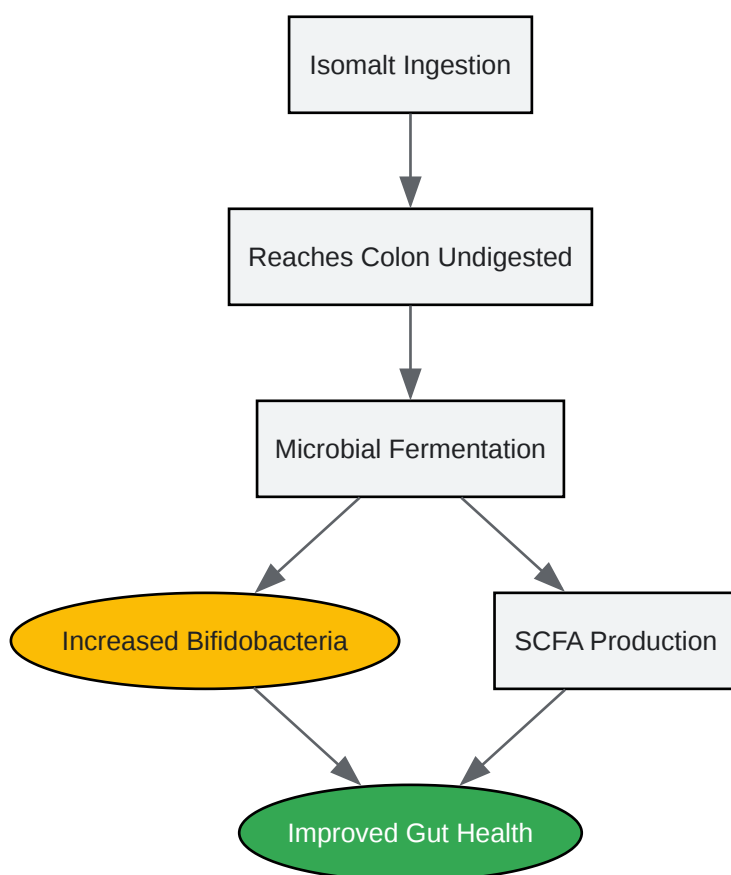 Isomalt Ingestion
Reaches Colon Undigested
Microbial Fermentation
Increased Bifidobacteria
SCFA Production
Improved Gut Health